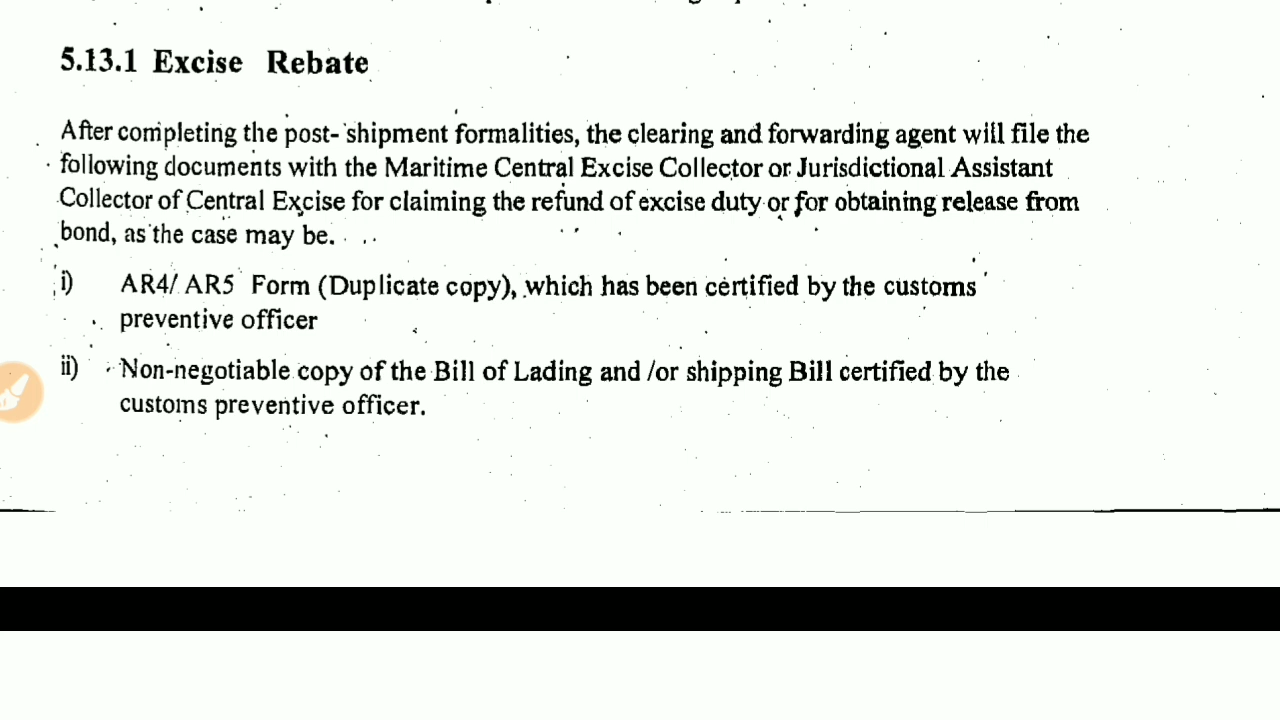 5.13.1 Excise Rebate
After completing the post- shipment formalities, the clearing and forwarding agent will file the
following documents with the Maritime Central Excise Collector or Jurisdictional Assistant
Collector of Central Excise for claiming the refund of excise duty or for obtaining release from
bond, as the case may be.
i) AR4/ AR5 Form (Duplicate copy), which has been certified by the customs
preventive officer
ii) Non-negotiable copy of the Bill of Lading and /or shipping Bill certified by the
customs preventive officer.